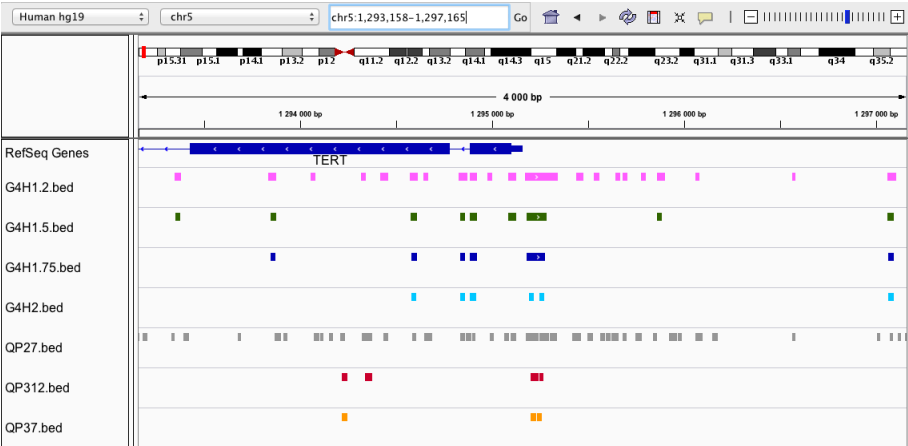 Human hg19 chr5 chr5:1,293,158-1,297,165 Go
p15.31 p15.1 p14.1 p13.2 p12 q11.2 q12.2 q13.2 q14.1 q14.3 q15 q21.2 q22.2 q23.2 q31.1 q31.3 q33.1 q34 q35.2
4 000 bp
1 294 000 bp 1 295 000 bp 1 296 000 bp 1 297 000 bp
RefSeq Genes
TERT
G4H1.2.bed
G4H1.5.bed
G4H1.75.bed
G4H2.bed
QP27.bed
QP312.bed
QP37.bed